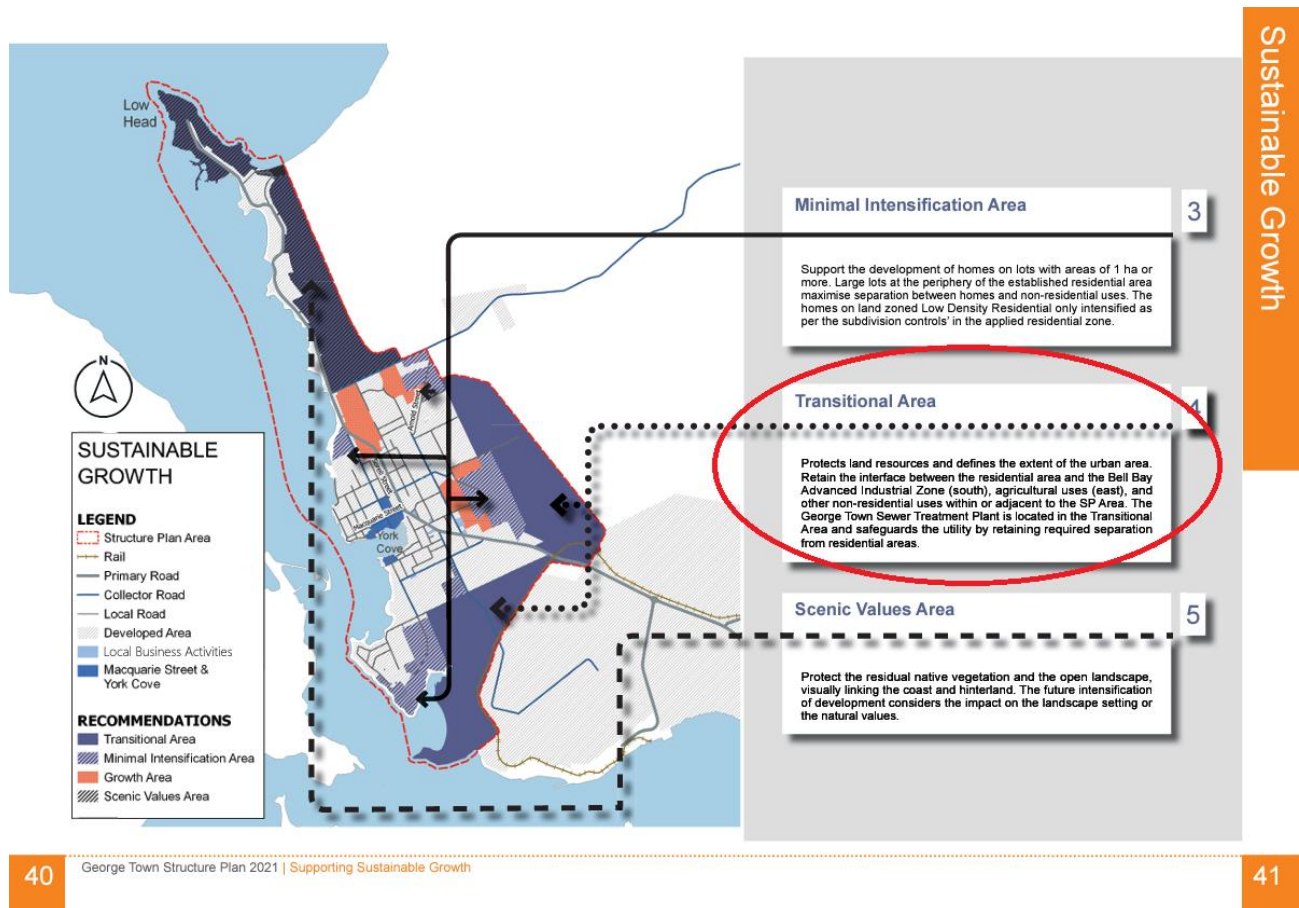 Sustainable Growth
Low
Head
N
Arnold Street
Sorell Street
Macquarie Street
York
Cove
SUSTAINABLE
GROWTH
LEGEND
Structure Plan Area
Rail
Primary Road
Collector Road
Local Road
Developed Area
Local Business Activities
Macquarie Street &
York Cove
RECOMMENDATIONS
Transitional Area
Minimal Intensification Area
Growth Area
Scenic Values Area
Minimal Intensification Area
3
Support the development of homes on lots with areas of 1 ha or
more. Large lots at the periphery of the established residential area
maximise separation between homes and non-residential uses. The
homes on land zoned Low Density Residential only intensified as
per the subdivision controls' in the applied residential zone.
Transitional Area
4
Protects land resources and defines the extent of the urban area.
Retain the interface between the residential area and the Bell Bay
Advanced Industrial Zone (south), agricultural uses (east), and
other non-residential uses within or adjacent to the SP Area. The
George Town Sewer Treatment Plant is located in the Transitional
Area and safeguards the utility by retaining required separation
from residential areas.
Scenic Values Area
5
Protect the residual native vegetation and the open landscape,
visually linking the coast and hinterland. The future intensification
of development considers the impact on the landscape setting or
the natural values.
40
George Town Structure Plan 2021 | Supporting Sustainable Growth
41